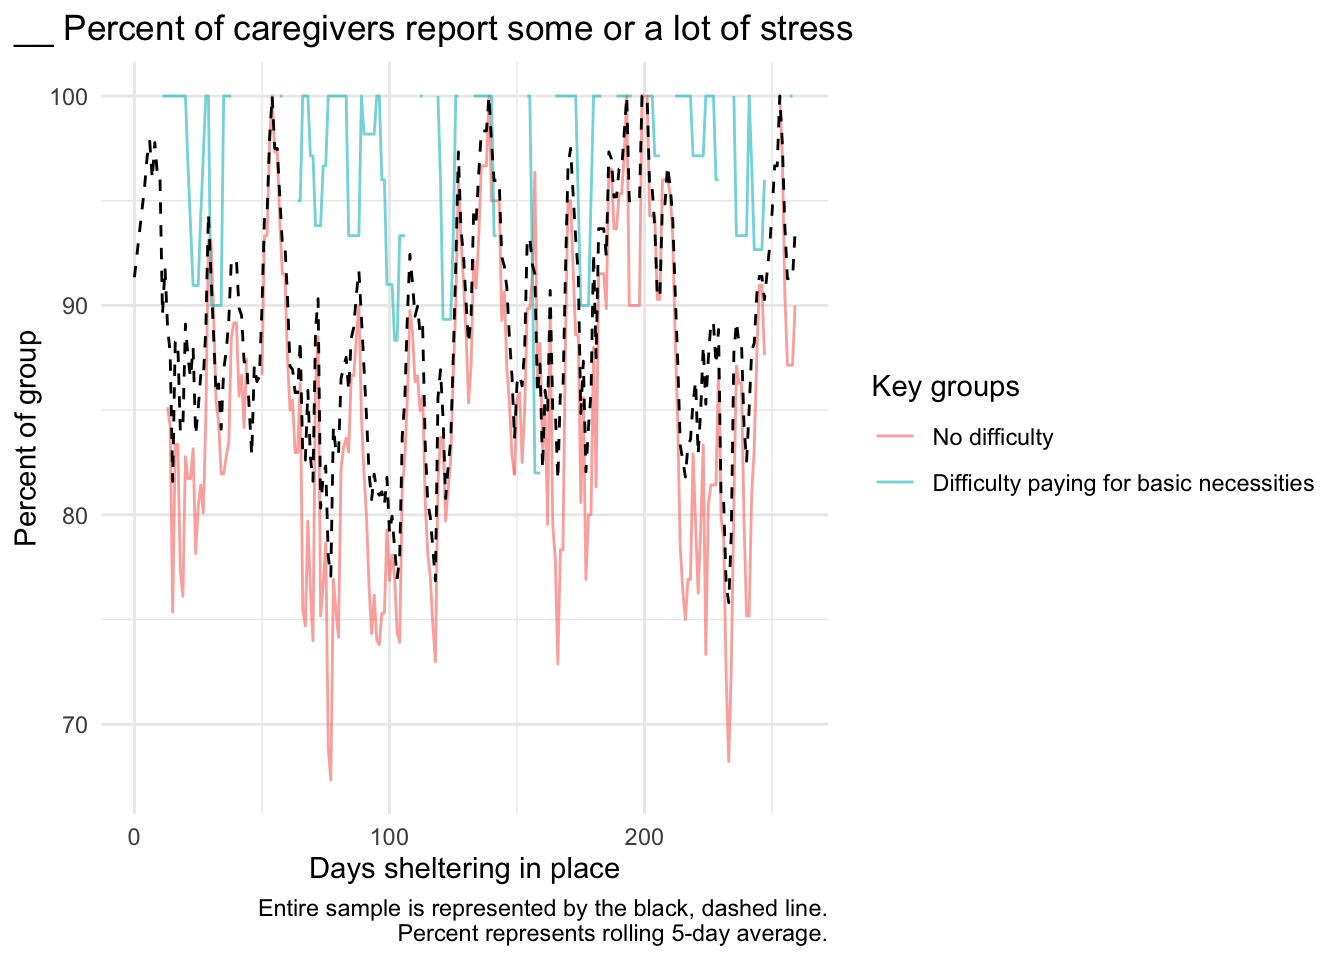 __ Percent of caregivers report some or a lot of stress
100
90
80
70
Percent of group
0 100 200
Days sheltering in place
Key groups
No difficulty
Difficulty paying for basic necessities
Entire sample is represented by the black, dashed line.
Percent represents rolling 5-day average.